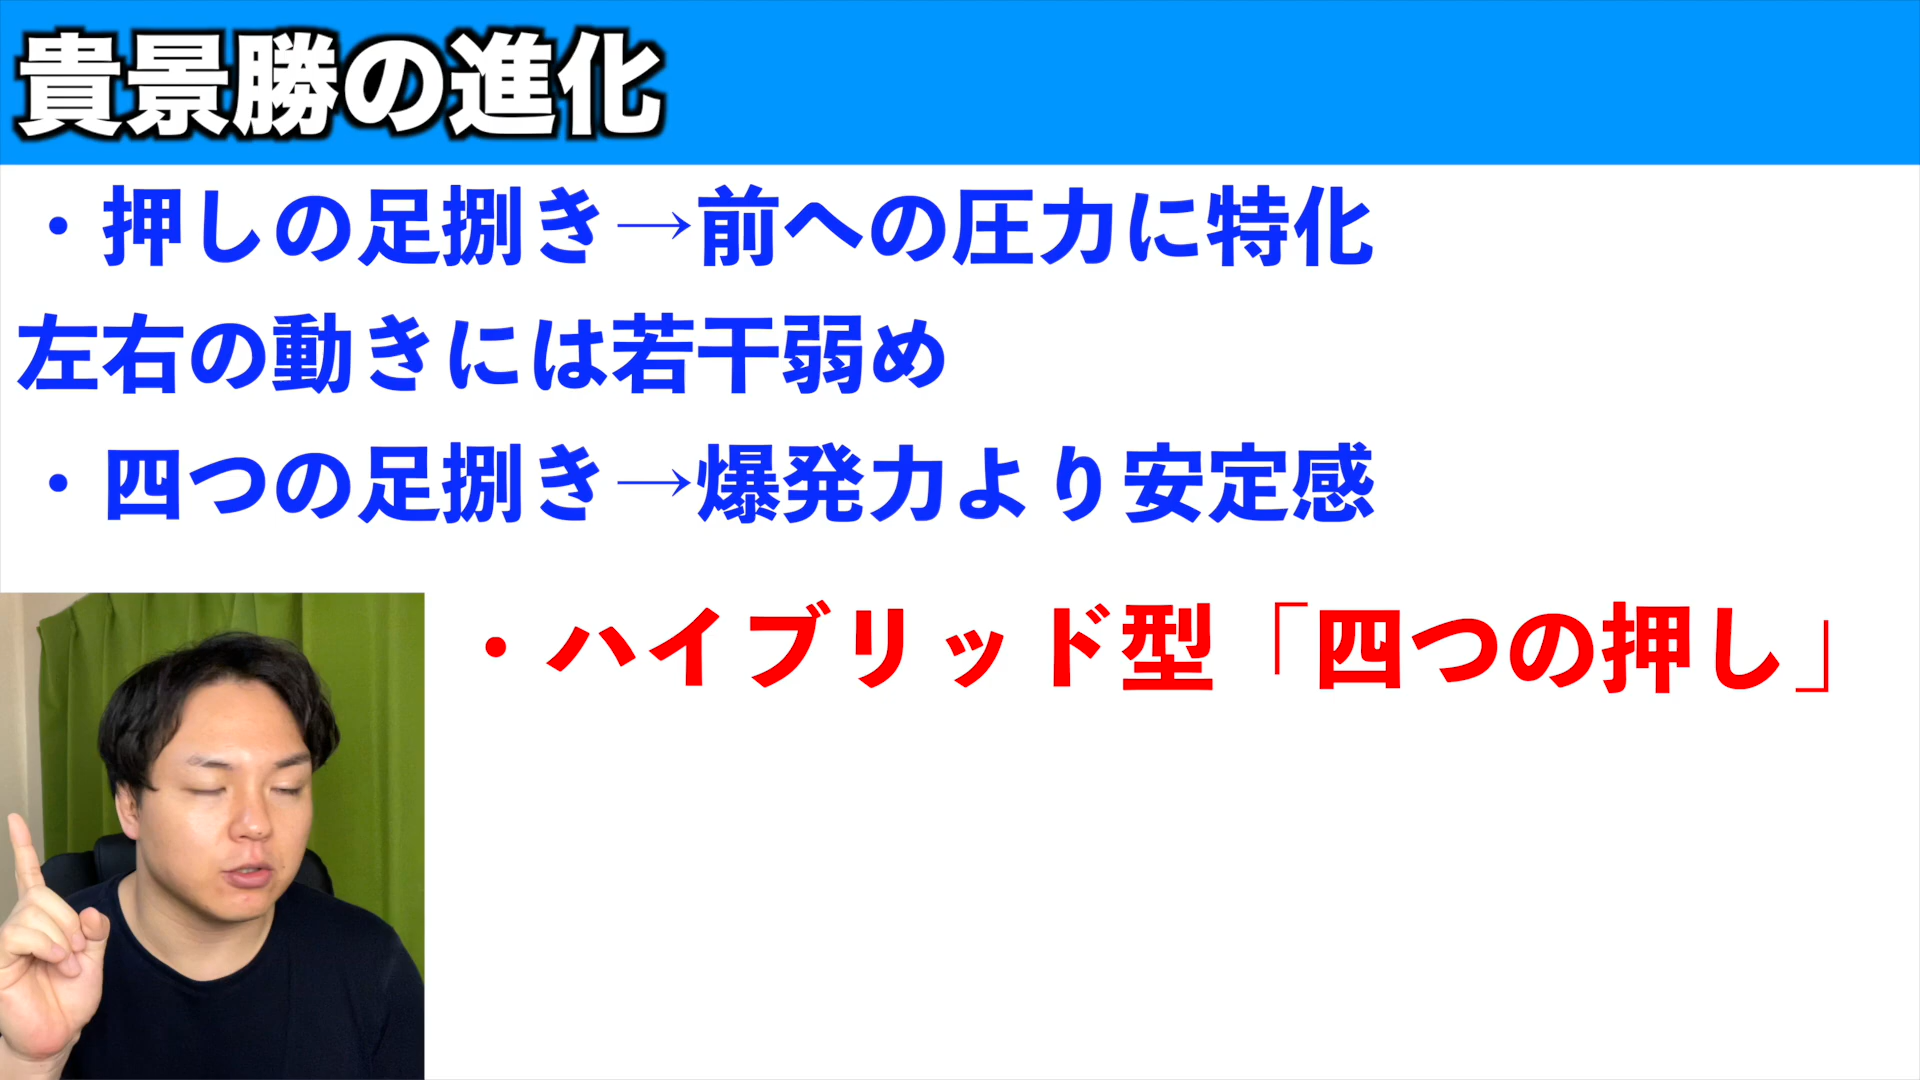 貴景勝の進化
・押しの足捌き→前への圧力に特化
左右の動きには若干弱め
・四つの足捌き→爆発力より安定感
・ハイブリッド型「四つの押し」